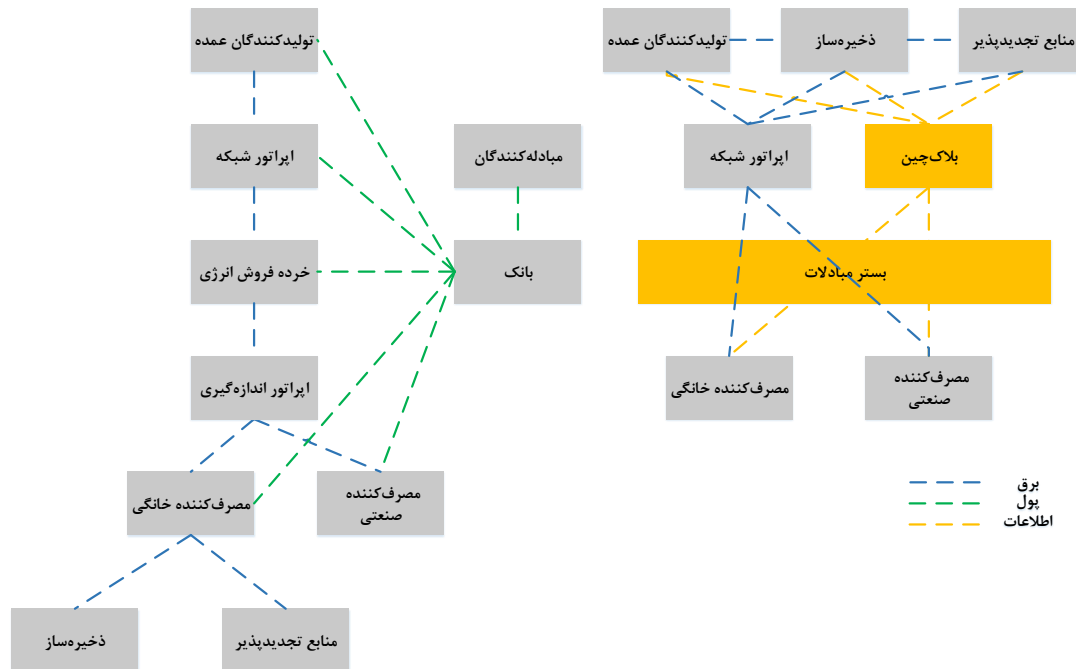 تولیدکنندگان عمده
اپراتور شبکه
مبادله‌کنندگان
خرده فروش انرژی
بانک
اپراتور اندازه‌گیری
مصرف‌کننده خانگی
مصرف‌کننده
صنعتی
ذخیره‌ساز
منابع تجدیدپذیر
منابع تجدیدپذیر
ذخیره‌ساز
تولیدکنندگان عمده
بلاک‌چین
اپراتور شبکه
بستر مبادلات
مصرف‌کننده
صنعتی
مصرف‌کننده خانگی
برق
پول
اطلاعات